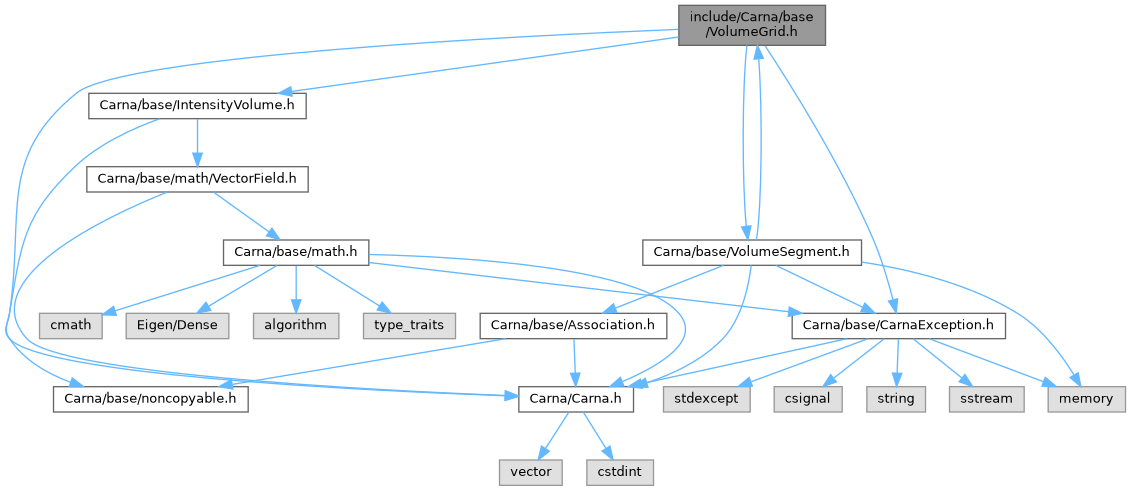 include/Carna/base
/VolumeGrid.h
Carna/base/IntensityVolume.h
Carna/base/math/VectorField.h
Carna/base/math.h
Carna/base/VolumeSegment.h
cmath
Eigen/Dense
algorithm
type_traits
Carna/base/Association.h
Carna/base/CarnaException.h
Carna/base/noncopyable.h
Carna/Carna.h
stdexcept
csignal
string
sstream
memory
vector
cstdint